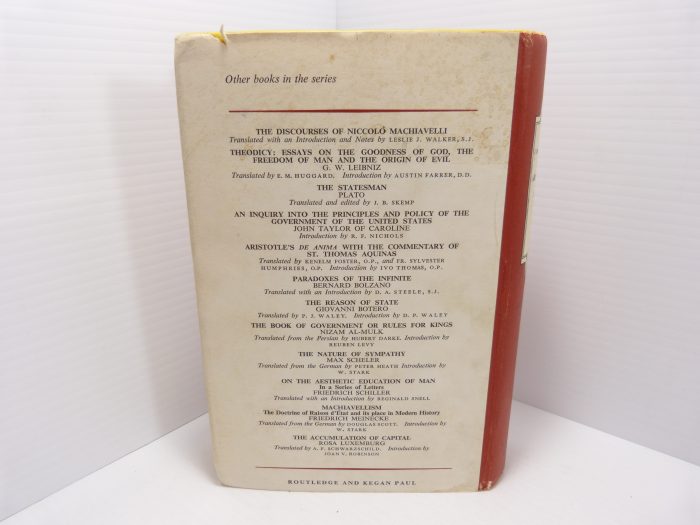 Other books in the series
THE DISCOURSES OF NICCOLÒ MACHIAVELLI
Translated with an Introduction and Notes by LESLIE J. WALKER, S.J.
THEODICY: ESSAYS ON THE GOODNESS OF GOD, THE
FREEDOM OF MAN AND THE ORIGIN OF EVIL
G. W. LEIBNIZ
Translated by E. M. HUGGARD. Introduction by AUSTIN FARRER, D.D.
THE STATESMAN
PLATO
Translated and edited by J. B. SKEMP
AN INQUIRY INTO THE PRINCIPLES AND POLICY OF THE
GOVERNMENT OF THE UNITED STATES
JOHN TAYLOR OF CAROLINE
Introduction by R. F. NICHOLS
ARISTOTLE'S DE ANIMA WITH THE COMMENTARY OF
ST. THOMAS AQUINAS
Translated by KENELM FOSTER, O.P., and FR. SYLVESTER
HUMPHRIES, O.P. Introduction by IVO THOMAS, O.P.
PARADOXES OF THE INFINITE
BERNARD BOLZANO
Translated with an Introduction by D. A. STEELE, S.J.
THE REASON OF STATE
GIOVANNI BOTERO
Translated by P. J. WALEY. Introduction by D. P. WALEY
THE BOOK OF GOVERNMENT OR RULES FOR KINGS
NIZAM AL-MULK
Translated from the Persian by HUBERT DARKE. Introduction by
REUBEN LEVY
THE NATURE OF SYMPATHY
MAX SCHELER
Translated from the German by PETER HEATH Introduction by
W. STARK
ON THE AESTHETIC EDUCATION OF MAN
In a Series of Letters
FRIEDRICH SCHILLER
Translated with an Introduction by REGINALD SNELL
MACHIAVELLISM
The Doctrine of Raison d'État and its place in Modern History
FRIEDRICH MEINECKE
Translated from the German by DOUGLAS SCOTT. Introduction by
W. STARK
THE ACCUMULATION OF CAPITAL
ROSA LUXEMBURG
Translated by A. F. SCHWARZSCHILD. Introduction by
JOAN V. ROBINSON
ROUTLEDGE AND KEGAN PAUL